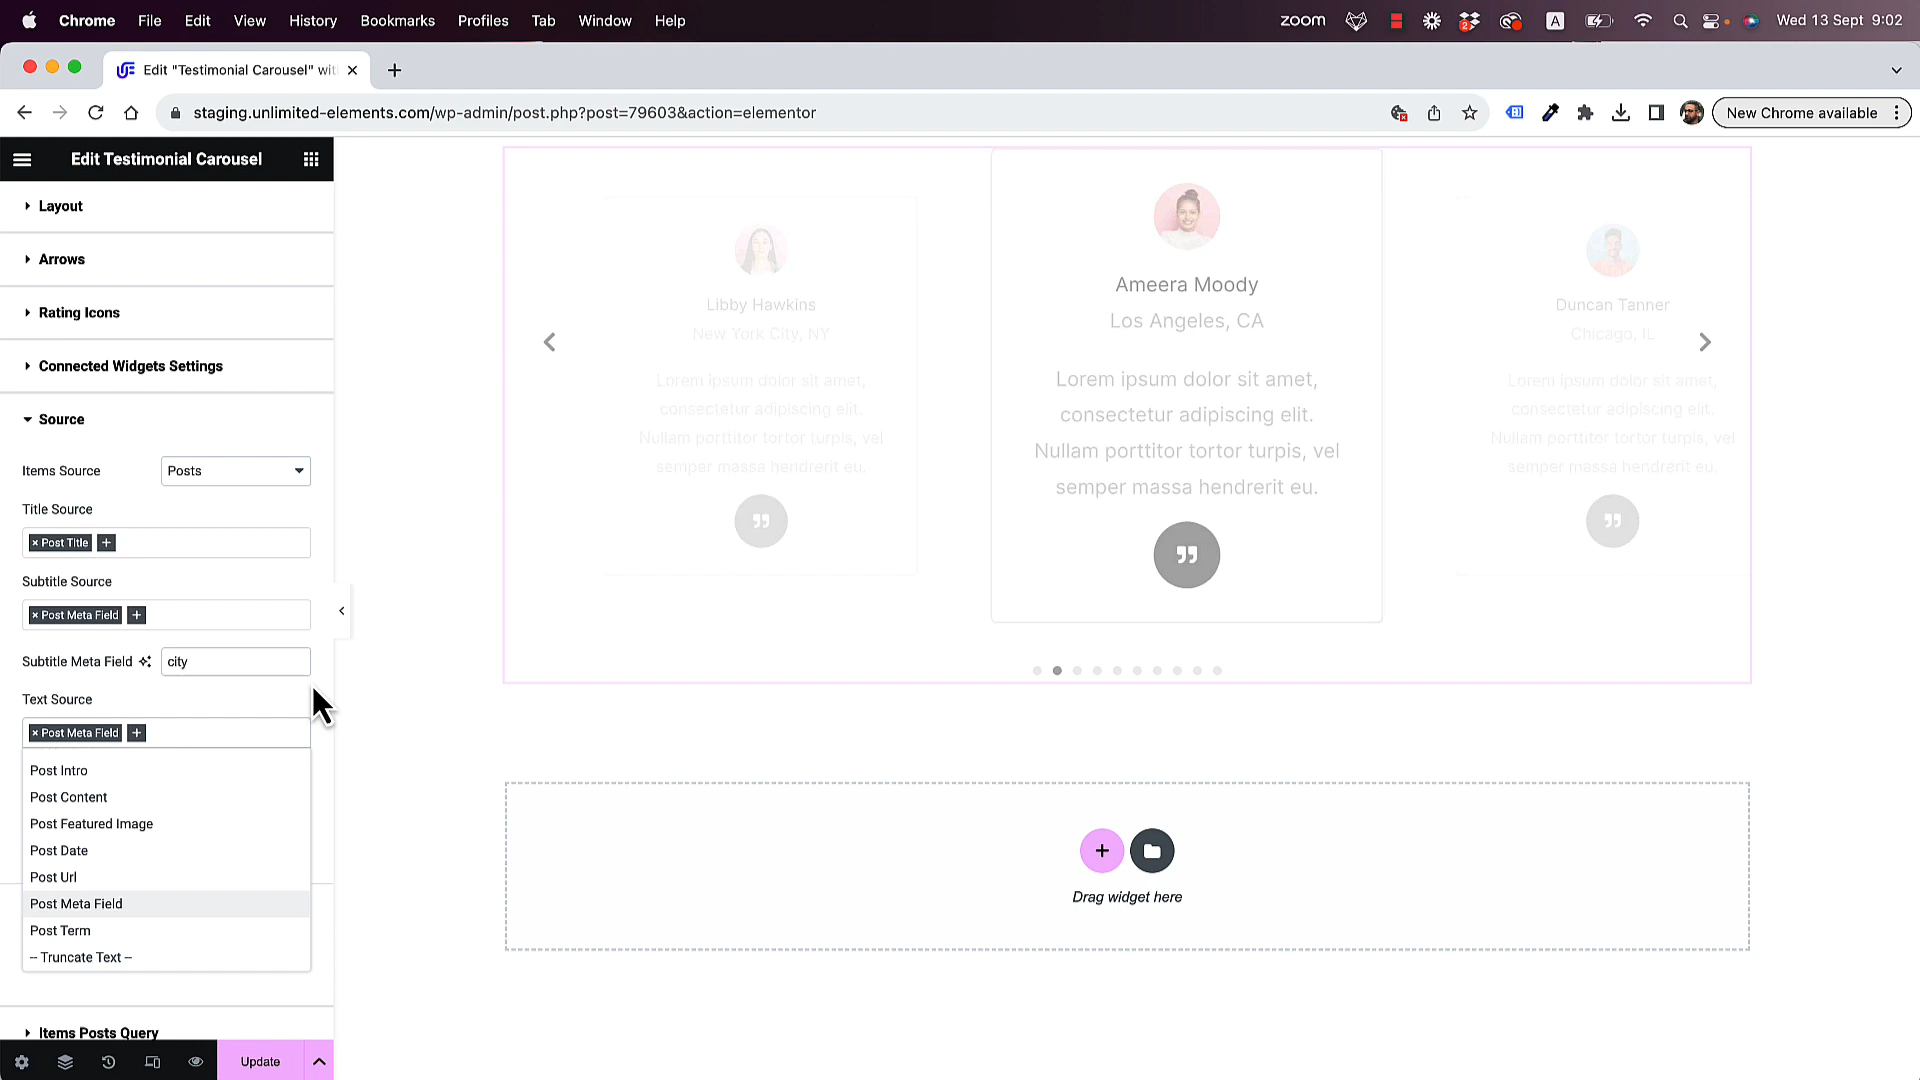 Chrome File Edit View History Bookmarks Profiles Tab Window Help
zoom 2 A Wed 13 Sept 9:02
Edit "Testimonial Carousel" wit
staging.unlimited-elements.com/wp-admin/post.php?post=79603&action=elementor
New Chrome available
Edit Testimonial Carousel
Layout
Arrows
Rating Icons
Connected Widgets Settings
Source
Items Source Posts
Title Source
× Post Title +
Subtitle Source
× Post Meta Field +
Subtitle Meta Field city
Text Source
× Post Meta Field +
Post Intro
Post Content
Post Featured Image
Post Date
Post Url
Post Meta Field
Post Term
-- Truncate Text --
Items Posts Query
Update
Libby Hawkins
New York City, NY
Lorem ipsum dolor sit amet,
consectetur adipiscing elit.
Nullam porttitor tortor turpis, vel
semper massa hendrerit eu.
Ameera Moody
Los Angeles, CA
Lorem ipsum dolor sit amet,
consectetur adipiscing elit.
Nullam porttitor tortor turpis, vel
semper massa hendrerit eu.
Duncan Tanner
Chicago, IL
Lorem ipsum dolor sit amet,
consectetur adipiscing elit.
Nullam porttitor tortor turpis, vel
semper massa hendrerit eu.
Drag widget here